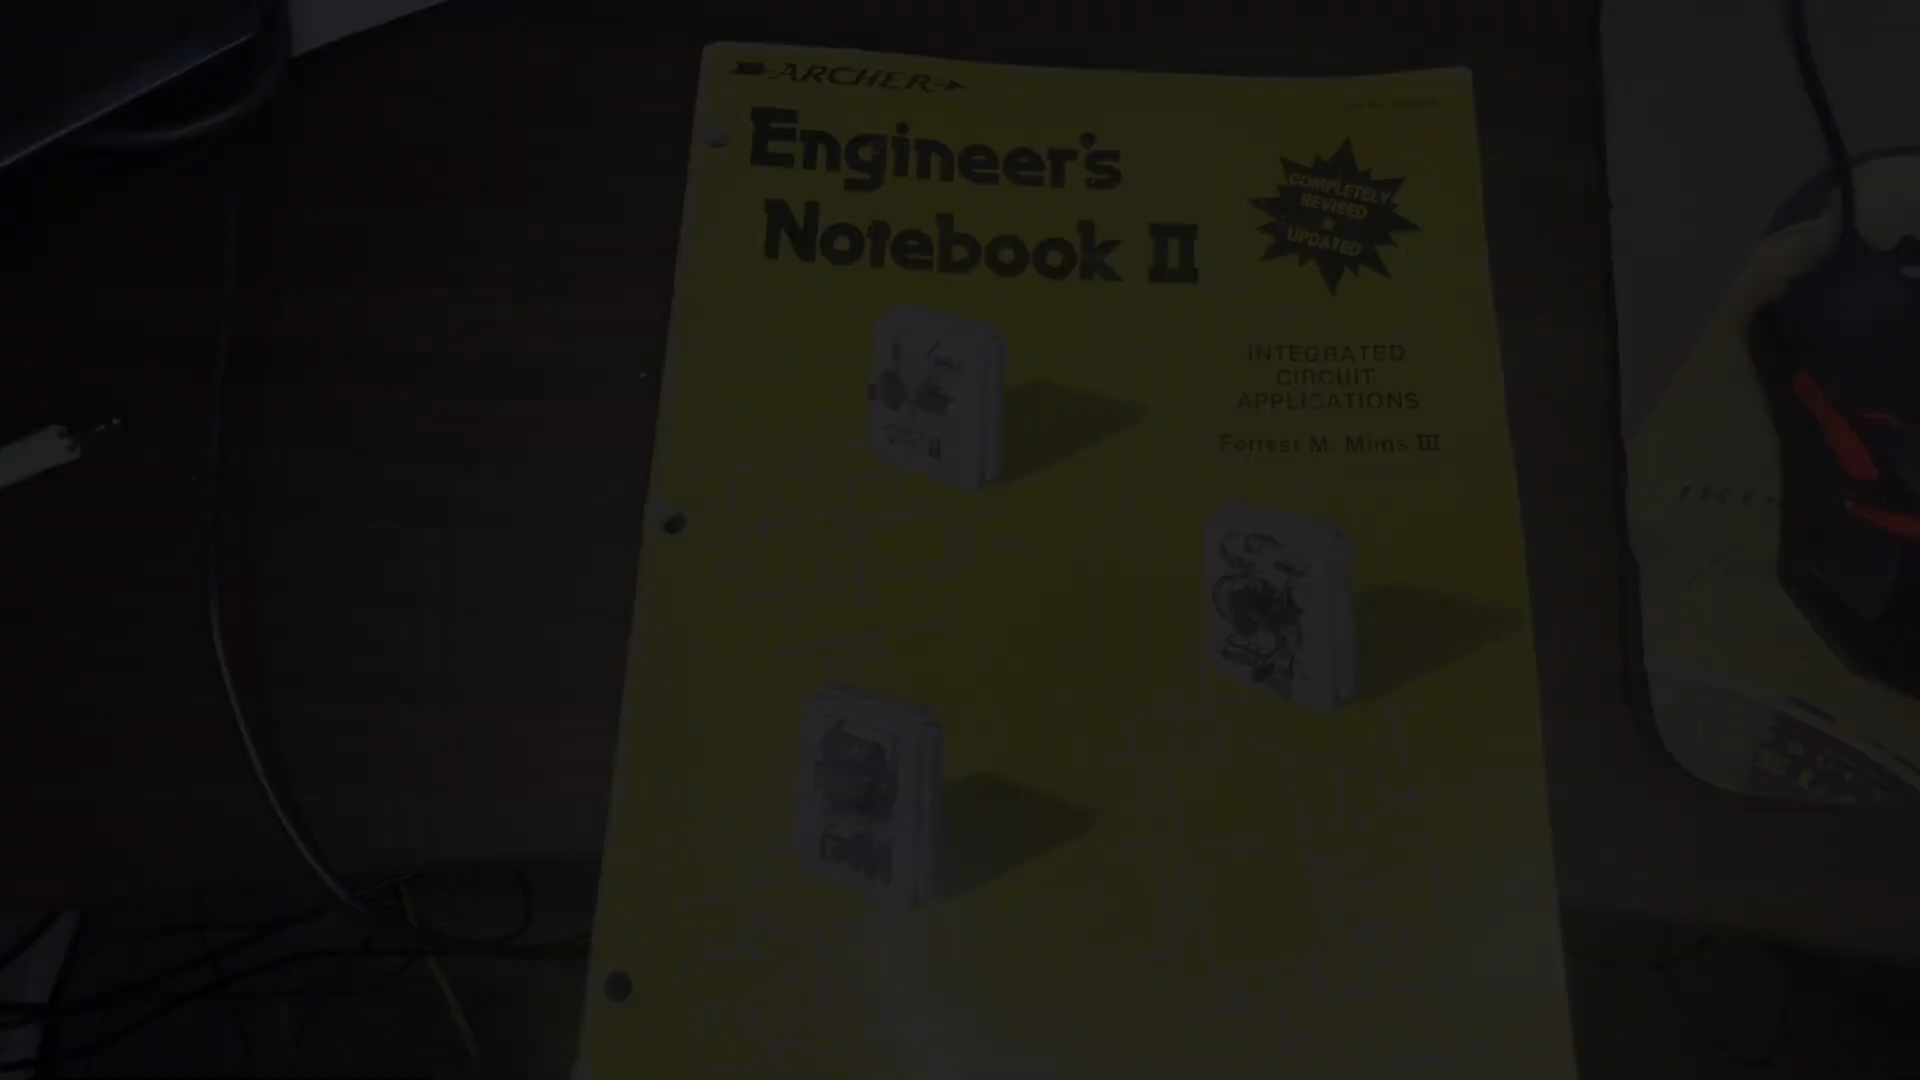 ARCHER
Engineer's
Notebook II
COMPLETELY
REVISED
&
UPDATED
INTEGRATED
CIRCUIT
APPLICATIONS
Forrest M. Mims III